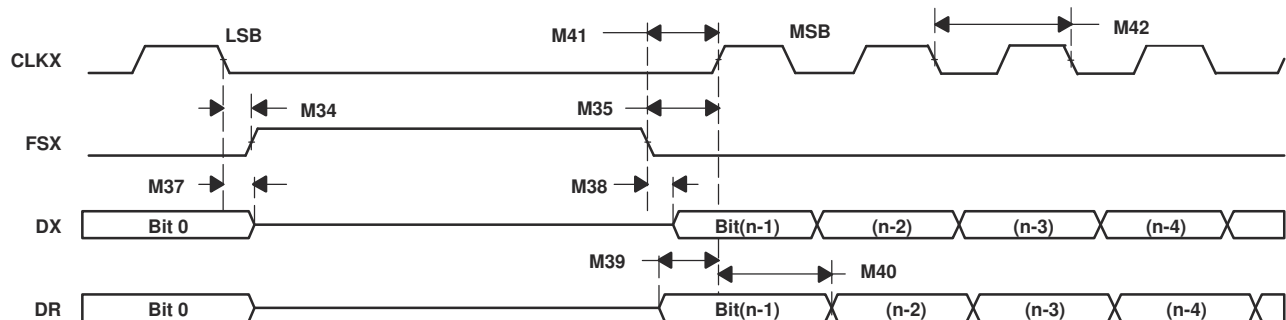 LSB M41 MSB M42
CLKX
M34 M35
FSX
M37 M38
DX Bit 0 Bit(n-1) (n-2) (n-3) (n-4)
M39 M40
DR Bit 0 Bit(n-1) (n-2) (n-3) (n-4)